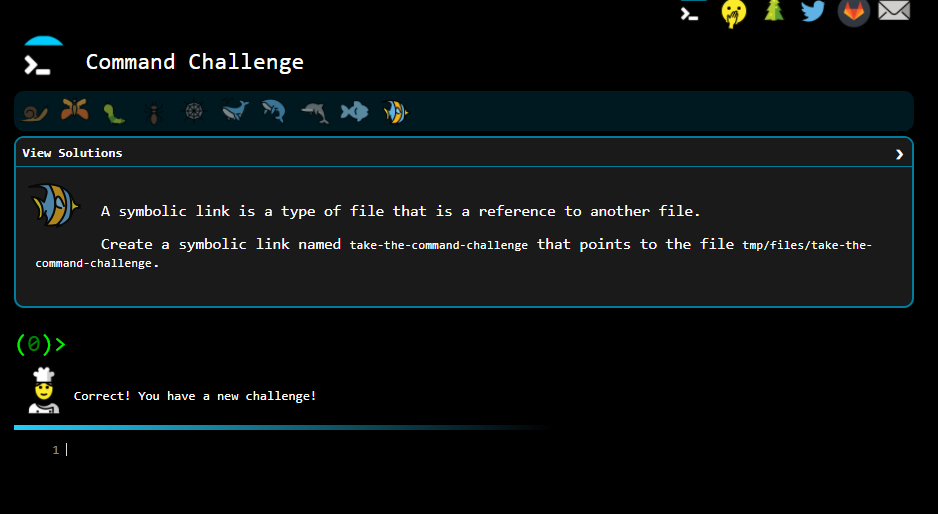 Command Challenge
View Solutions
A symbolic link is a type of file that is a reference to another file.
Create a symbolic link named take-the-command-challenge that points to the file tmp/files/take-the-
command-challenge.
(0)>
Correct! You have a new challenge!
1